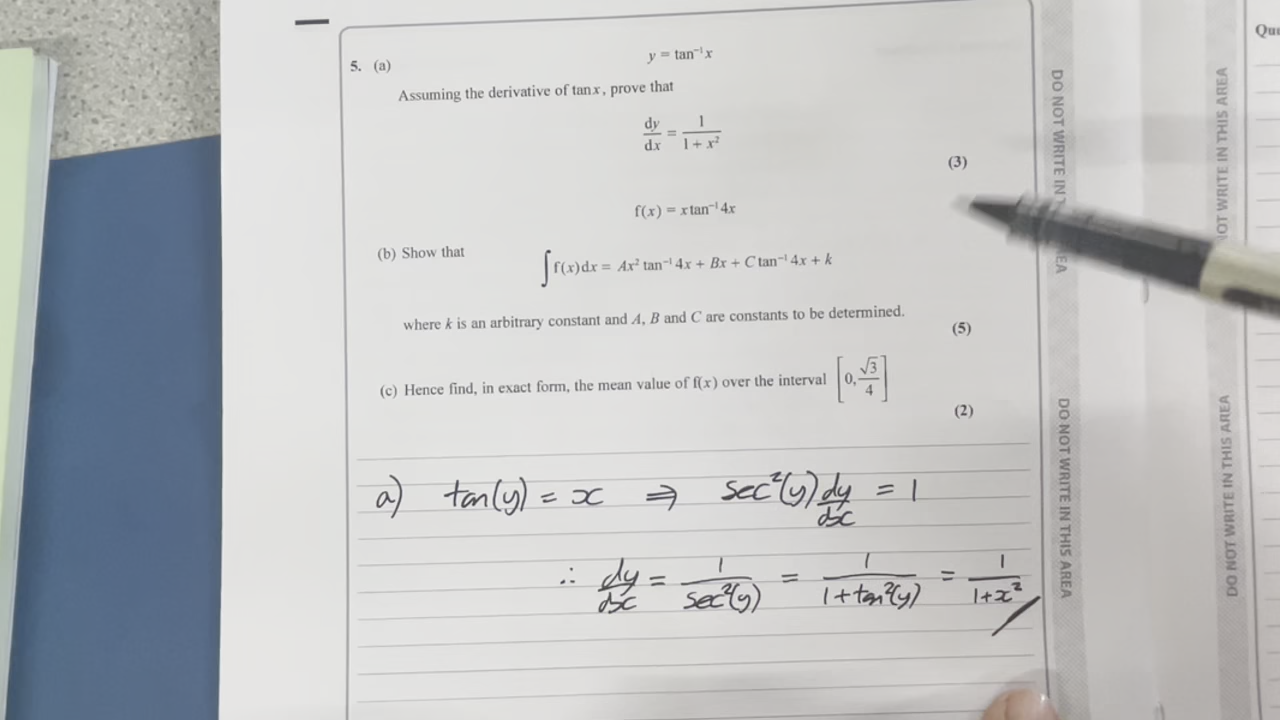 5. (a) y = tan⁻¹x
Assuming the derivative of tan x, prove that
dy/dx = 1/(1 + x²)
(3)
f(x) = x tan⁻¹ 4x
(b) Show that
∫ f(x) dx = Ax² tan⁻¹ 4x + Bx + C tan⁻¹ 4x + k
where k is an arbitrary constant and A, B and C are constants to be determined.
(5)
(c) Hence find, in exact form, the mean value of f(x) over the interval [0, √3/4]
(2)
a) tan(y) = x ⇒ sec²(y) dy/dx = 1
∴ dy/dx = 1/sec²(y) = 1/(1+tan²(y)) = 1/(1+x²)
DO NOT WRITE IN THIS AREA
DO NOT WRITE IN THIS AREA
DO NOT WRITE IN THIS AREA